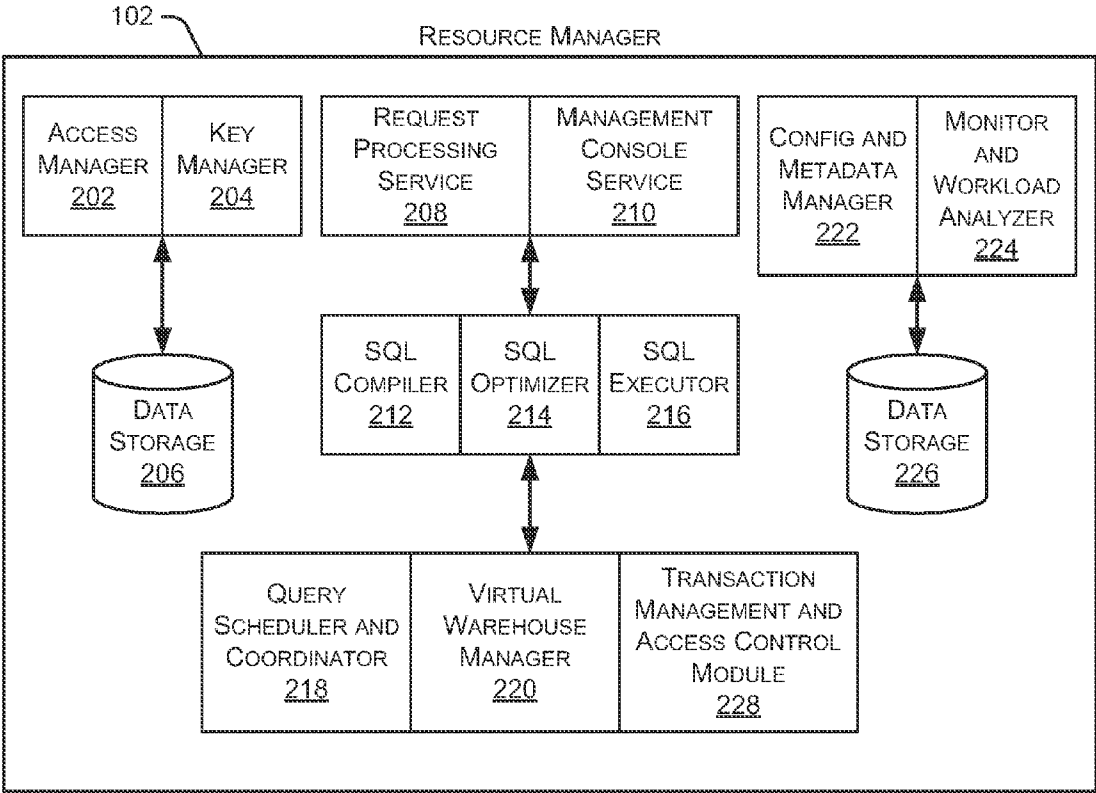 102
RESOURCE MANAGER
ACCESS
MANAGER
202
KEY
MANAGER
204
REQUEST
PROCESSING
SERVICE
208
MANAGEMENT
CONSOLE
SERVICE
210
CONFIG AND
METADATA
MANAGER
222
MONITOR
AND
WORKLOAD
ANALYZER
224
SQL
COMPILER
212
SQL
OPTIMIZER
214
SQL
EXECUTOR
216
DATA
STORAGE
206
DATA
STORAGE
226
QUERY
SCHEDULER AND
COORDINATOR
218
VIRTUAL
WAREHOUSE
MANAGER
220
TRANSACTION
MANAGEMENT AND
ACCESS CONTROL
MODULE
228